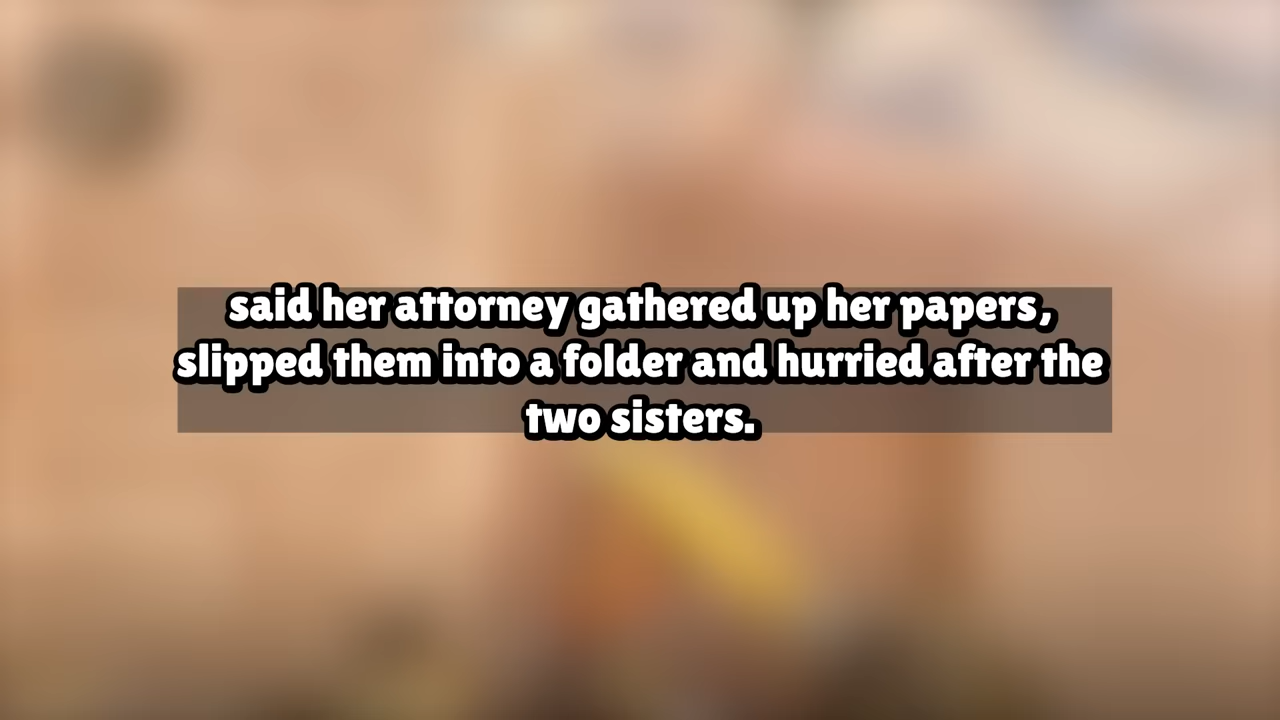 said her attorney gathered up her papers,
slipped them into a folder and hurried after the
two sisters.